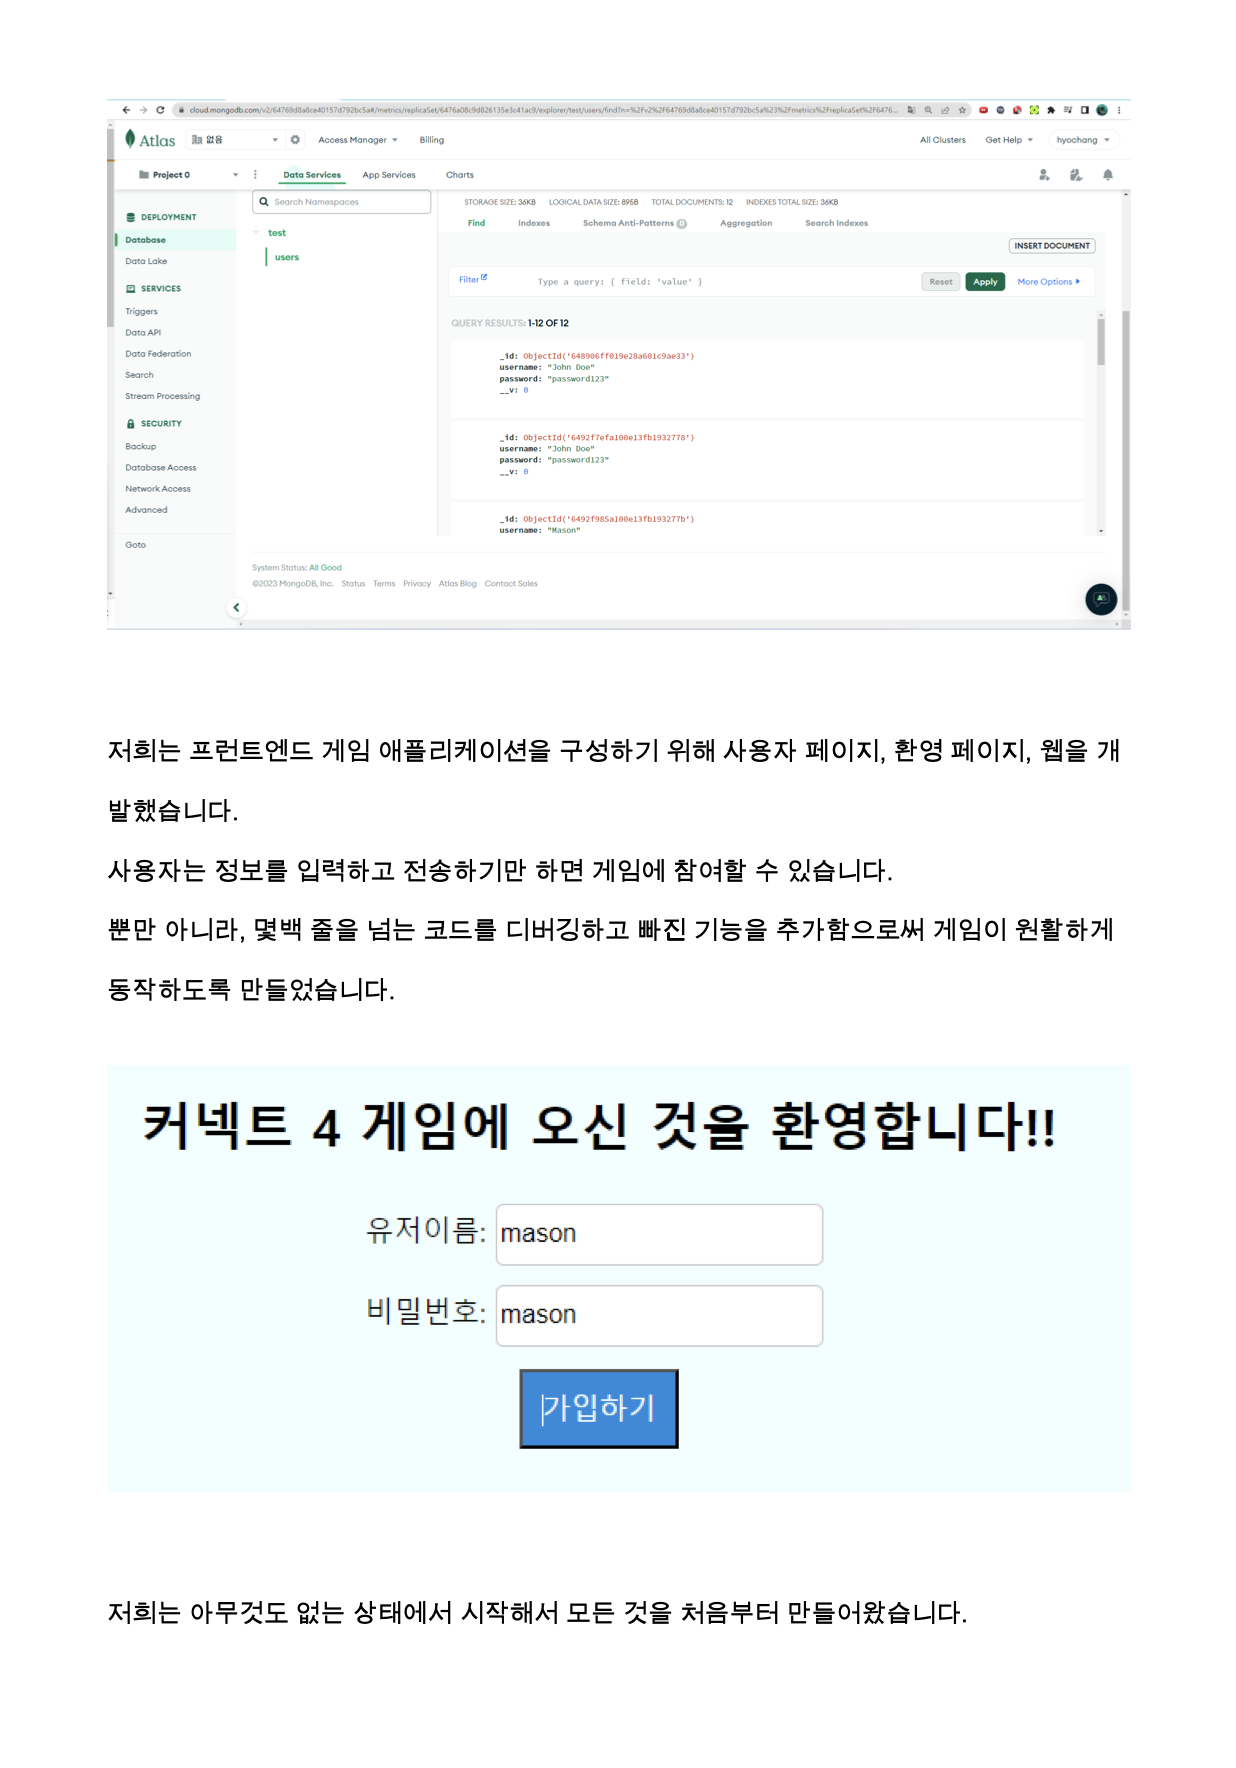 cloud.mongodb.com/v2/64769d8a8ce40157d792bc5a#/metrics/replicaSet/6476a08c9d826135e3c41ac9/explorer/test/users/find?n=%2Fv2%2F64769d8a8ce40157d792bc5a%23%2Fmetrics%2FreplicaSet%2F6476...
Atlas 없음 Access Manager Billing All Clusters Get Help hyochang
Project 0 Data Services App Services Charts
Search Namespaces STORAGE SIZE: 36KB LOGICAL DATA SIZE: 895B TOTAL DOCUMENTS: 12 INDEXES TOTAL SIZE: 36KB
DEPLOYMENT
Database
Data Lake
SERVICES
Triggers
Data API
Data Federation
Search
Stream Processing
SECURITY
Backup
Database Access
Network Access
Advanced
Goto
test
users
Find Indexes Schema Anti-Patterns 0 Aggregation Search Indexes
INSERT DOCUMENT
Filter Type a query: { field: 'value' } Reset Apply More Options
QUERY RESULTS: 1-12 OF 12
_id: ObjectId('648906ff019e28a601c9ae33')
username: "John Doe"
password: "password123"
__v: 0
_id: ObjectId('6492f7efa100e13fb1932778')
username: "John Doe"
password: "password123"
__v: 0
_id: ObjectId('6492f985a100e13fb193277b')
username: "Mason"
System Status: All Good
©2023 MongoDB, Inc. Status Terms Privacy Atlas Blog Contact Sales
저희는 프런트엔드 게임 애플리케이션을 구성하기 위해 사용자 페이지, 환영 페이지, 웹을 개
발했습니다.
사용자는 정보를 입력하고 전송하기만 하면 게임에 참여할 수 있습니다.
뿐만 아니라, 몇백 줄을 넘는 코드를 디버깅하고 빠진 기능을 추가함으로써 게임이 원활하게
동작하도록 만들었습니다.
커넥트 4 게임에 오신 것을 환영합니다!!
유저이름: mason
비밀번호: mason
가입하기
저희는 아무것도 없는 상태에서 시작해서 모든 것을 처음부터 만들어왔습니다.